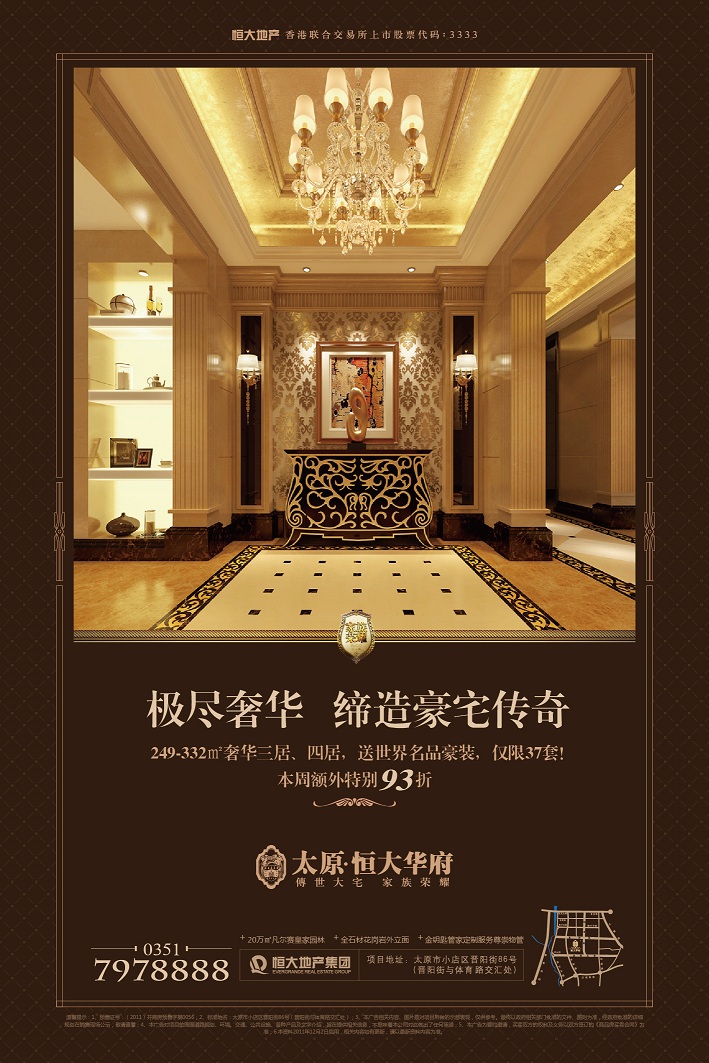 恒大地产 香港联合交易所上市股票代码:3333
极尽奢华 缔造豪宅传奇
249-332㎡奢华三居、四居，送世界名品豪装，仅限37套!
本周额外特别93折
太原·恒大华府
傳世大宅 家族荣耀
+ 20万㎡凡尔赛皇家园林 + 全石材花岗岩外立面 + 金钥匙管家定制服务尊崇物管
0351
7978888
恒大地产集团
EVERGRANDE REAL ESTATE GROUP
项目地址: 太原市小店区晋阳街86号
(晋阳街与体育路交汇处)